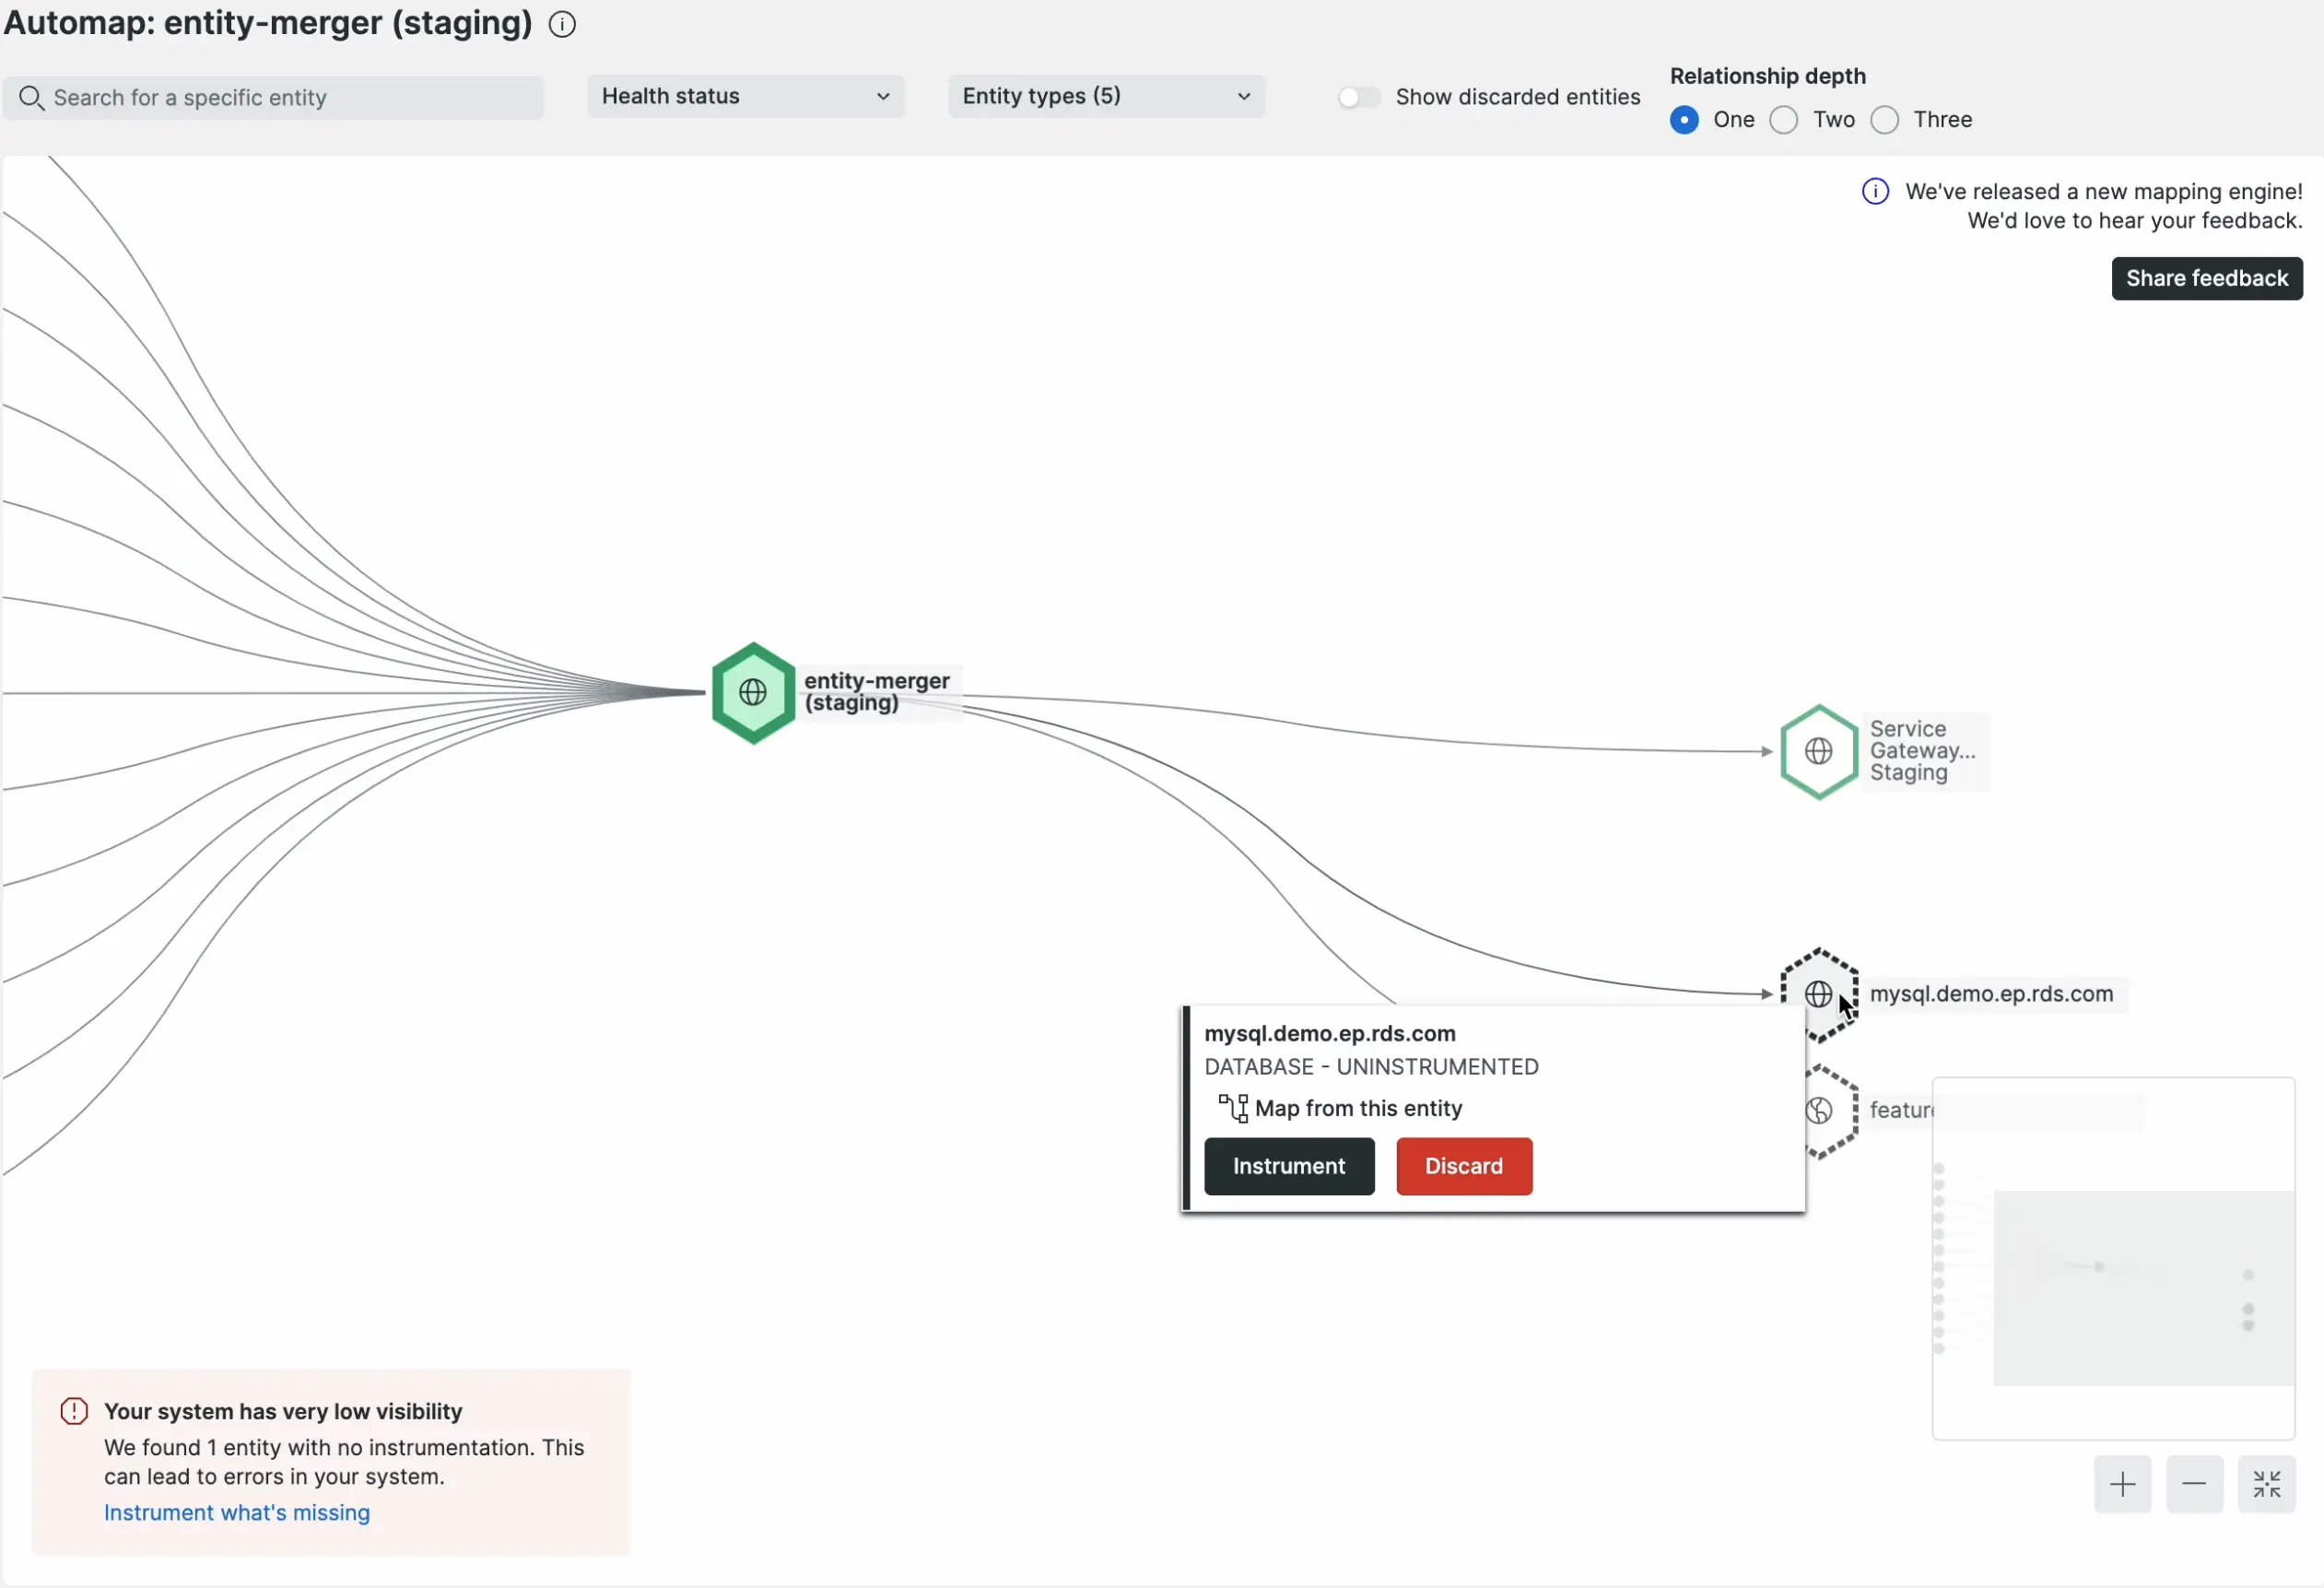 Automap: entity-merger (staging)
Search for a specific entity
Health status
Entity types (5)
Show discarded entities
Relationship depth
One Two Three
We've released a new mapping engine!
We'd love to hear your feedback.
Share feedback
entity-merger
(staging)
Service
Gateway...
Staging
mysql.demo.ep.rds.com
mysql.demo.ep.rds.com
DATABASE - UNINSTRUMENTED
Map from this entity
Instrument Discard
Your system has very low visibility
We found 1 entity with no instrumentation. This
can lead to errors in your system.
Instrument what's missing